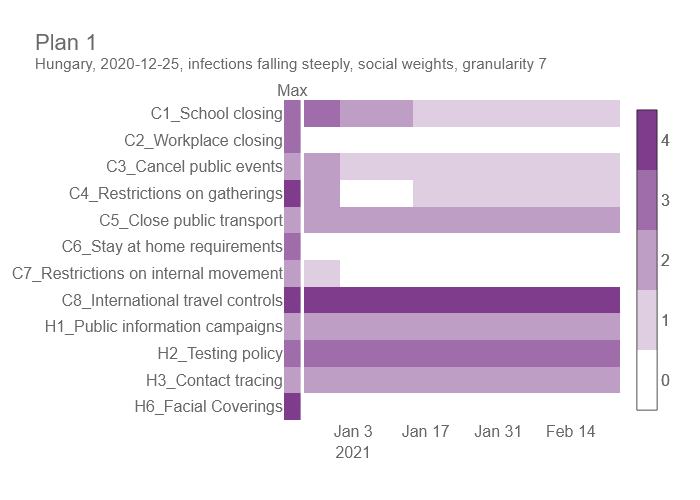 Plan 1
Hungary, 2020-12-25, infections falling steeply, social weights, granularity 7
Max
C1_School closing
C2_Workplace closing
C3_Cancel public events
C4_Restrictions on gatherings
C5_Close public transport
C6_Stay at home requirements
C7_Restrictions on internal movement
C8_International travel controls
H1_Public information campaigns
H2_Testing policy
H3_Contact tracing
H6_Facial Coverings
Jan 3 Jan 17 Jan 31 Feb 14
2021
4
3
2
1
0